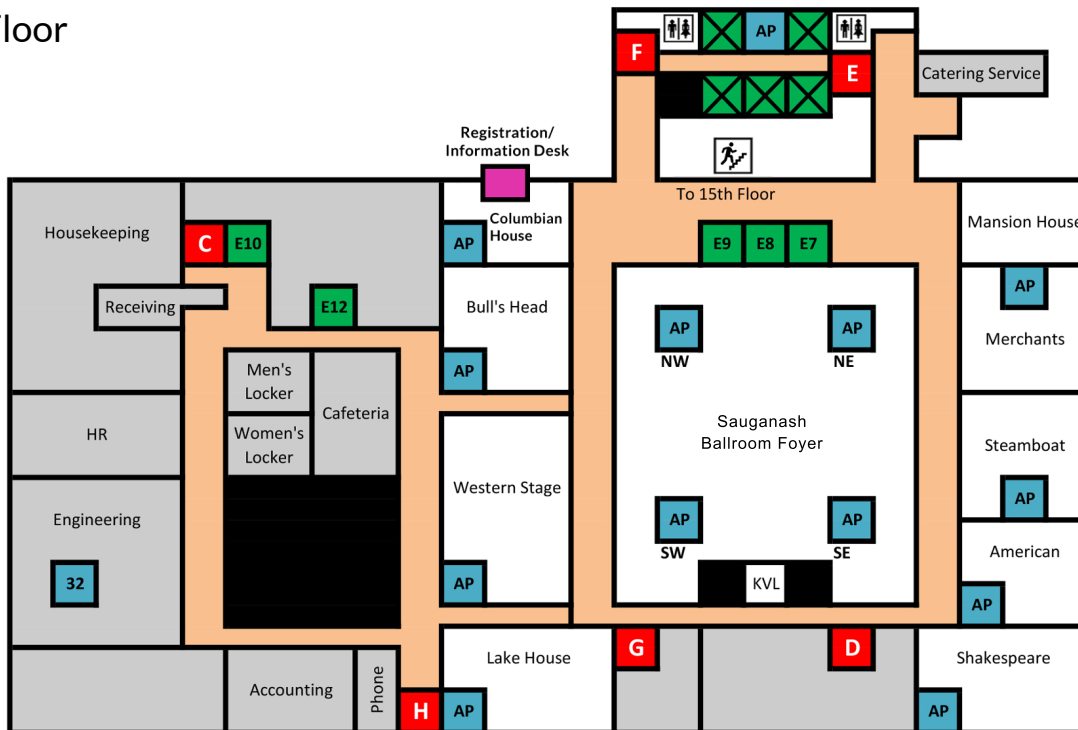 loor
AP
F
E
Catering Service
Registration/
Information Desk
To 15th Floor
Housekeeping
C
E10
AP
Columbian
House
E9
E8
E7
Mansion House
Receiving
E12
Bull's Head
AP
NW
AP
NE
AP
Merchants
Men's
Locker
Cafeteria
AP
HR
Women's
Locker
Sauganash
Ballroom Foyer
Steamboat
Western Stage
AP
Engineering
AP
SW
AP
SE
American
32
AP
KVL
AP
Lake House
G
D
Shakespeare
Accounting
Phone
H
AP
AP